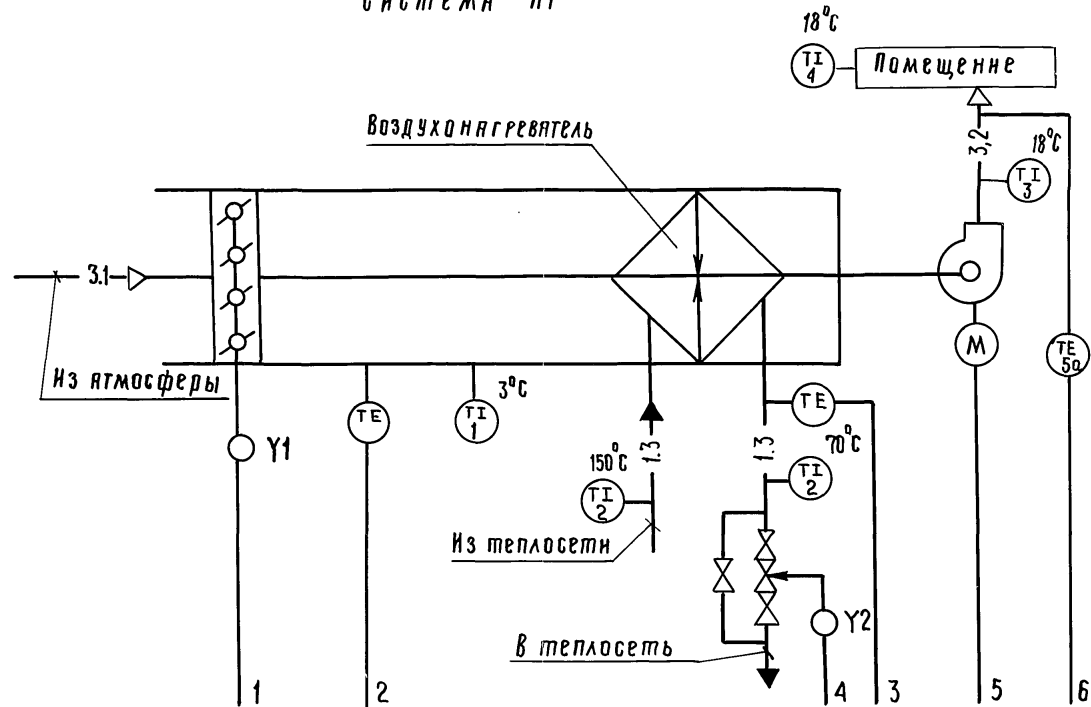 18°С
TI
4
Помещение
Воздухонагреватель
3,2
18°С
TI
3
3.1
Из атмосферы
TE
TI
1
3°С
M
TE
5а
Y1
150°С
1.3
TI
2
1.3
TE
70°С
TI
2
Из теплосети
Y2
В теплосеть
1
2
4
3
5
6